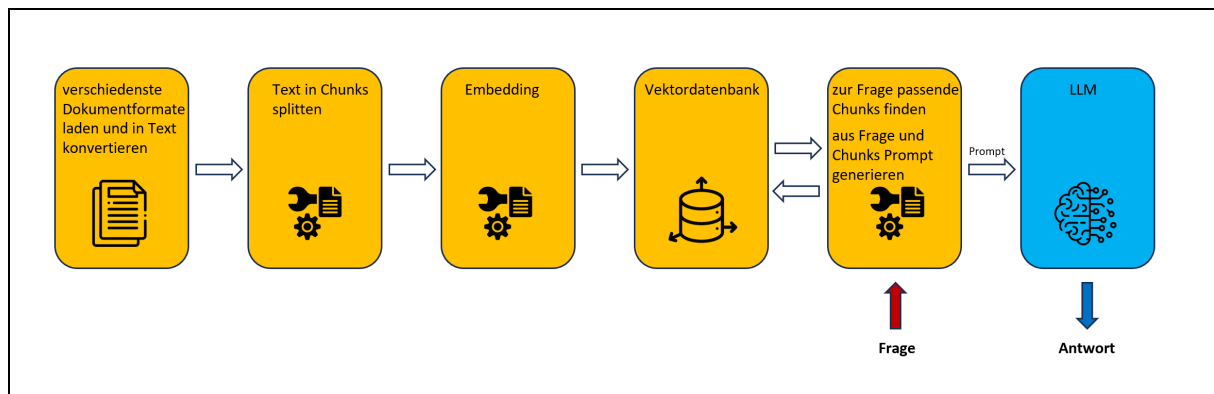 verschiedenste
Dokumentformate
laden und in Text
konvertieren
Text in Chunks
splitten
Embedding
Vektordatenbank
zur Frage passende
Chunks finden
aus Frage und
Chunks Prompt
generieren
Prompt
LLM
Frage
Antwort